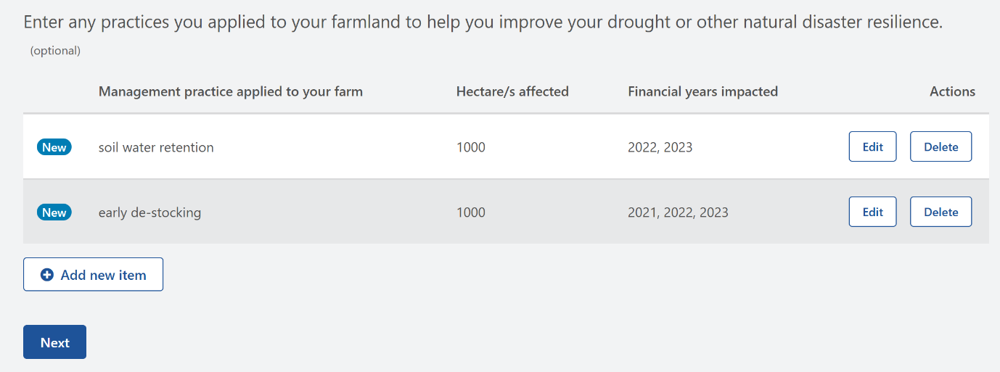 Enter any practices you applied to your farmland to help you improve your drought or other natural disaster resilience.
(optional)
Management practice applied to your farm Hectare/s affected Financial years impacted Actions
New soil water retention 1000 2022, 2023 Edit Delete
New early de-stocking 1000 2021, 2022, 2023 Edit Delete
Add new item
Next